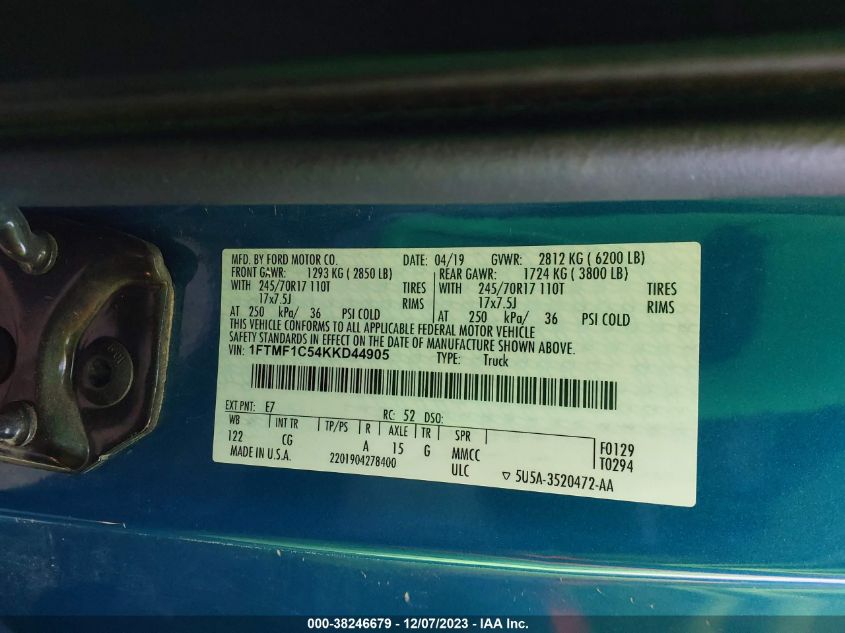 MFD. BY FORD MOTOR CO. DATE: 04/19 GVWR: 2812 KG ( 6200 LB)
FRONT GAWR: 1293 KG ( 2850 LB) REAR GAWR: 1724 KG ( 3800 LB)
WITH 245/70R17 110T TIRES WITH 245/70R17 110T TIRES
17x7.5J RIMS 17x7.5J RIMS
AT 250 kPa/ 36 PSI COLD AT 250 kPa/ 36 PSI COLD
THIS VEHICLE CONFORMS TO ALL APPLICABLE FEDERAL MOTOR VEHICLE
SAFETY STANDARDS IN EFFECT ON THE DATE OF MANUFACTURE SHOWN ABOVE.
VIN: 1FTMF1C54KKD44905 TYPE: Truck
EXT PNT: E7 RC: 52 DSO:
WB INT TR TP/PS R AXLE TR SPR
122 CG A 15 G MMCC F0129
MADE IN U.S.A. 2201904278400 ULC T0294
▽ 5U5A-3520472-AA
000-38246679 - 12/07/2023 - IAA Inc.